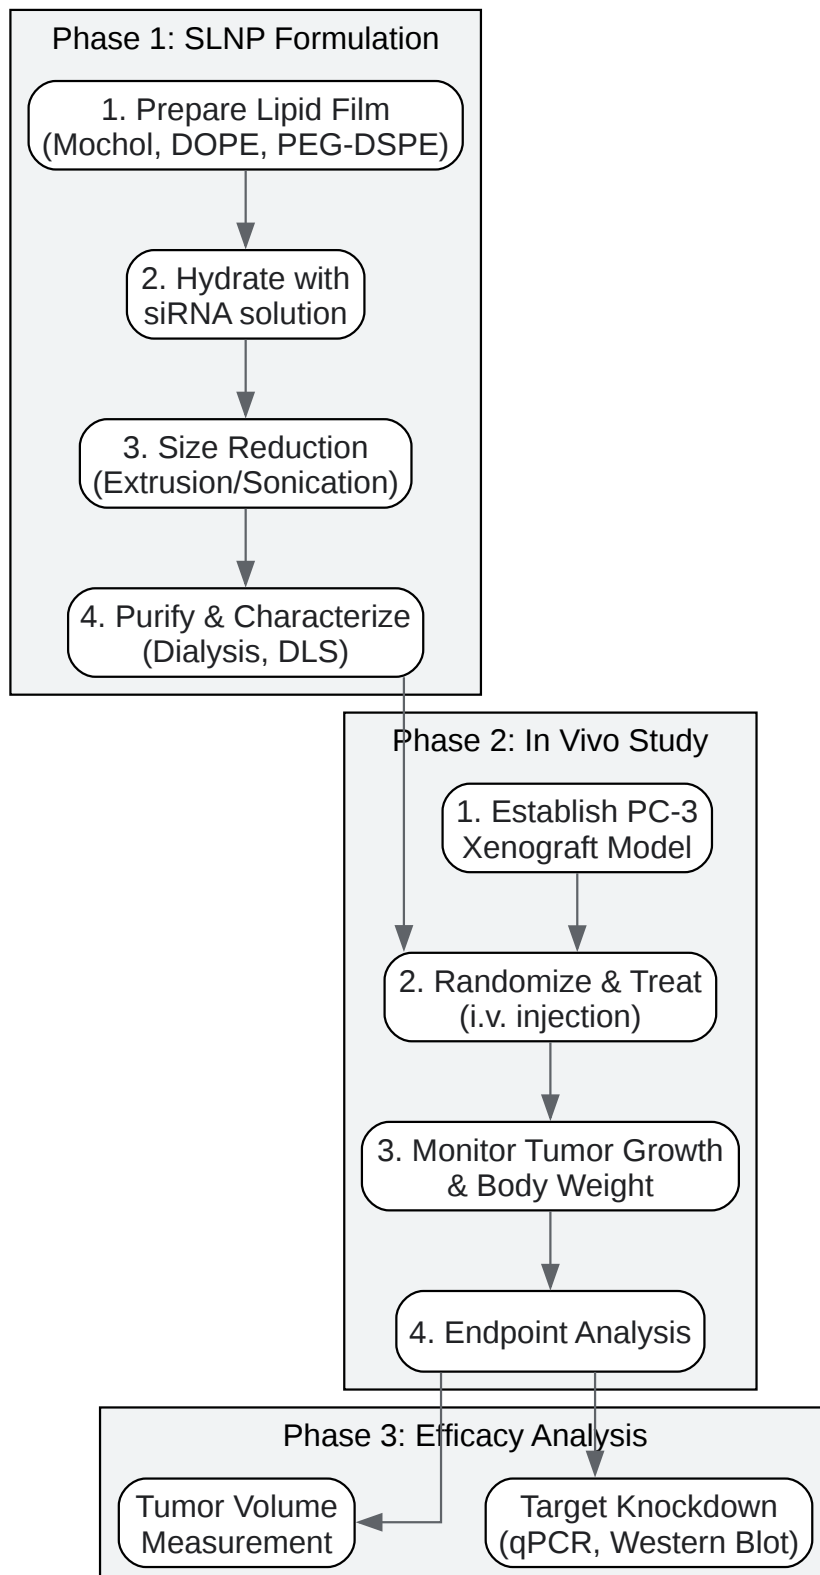 Phase 1: SLNP Formulation
1. Prepare Lipid Film
(Mochol, DOPE, PEG-DSPE)
2. Hydrate with
siRNA solution
3. Size Reduction
(Extrusion/Sonication)
4. Purify & Characterize
(Dialysis, DLS)
Phase 2: In Vivo Study
1. Establish PC-3
Xenograft Model
2. Randomize & Treat
(i.v. injection)
3. Monitor Tumor Growth
& Body Weight
4. Endpoint Analysis
Phase 3: Efficacy Analysis
Tumor Volume
Measurement
Target Knockdown
(qPCR, Western Blot)